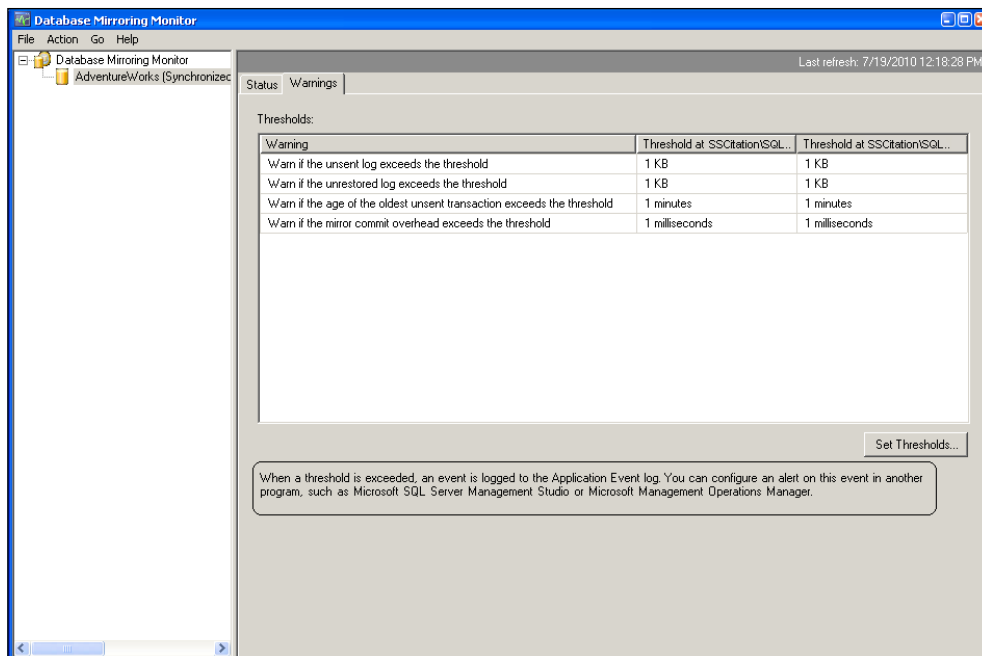 Database Mirroring Monitor
File Action Go Help
Database Mirroring Monitor
AdventureWorks (Synchronized
Last refresh: 7/19/2010 12:18:28 PM
Status Warnings
Thresholds:
Warning Threshold at SSCitation\SQL... Threshold at SSCitation\SQL...
Warn if the unsent log exceeds the threshold 1 KB 1 KB
Warn if the unrestored log exceeds the threshold 1 KB 1 KB
Warn if the age of the oldest unsent transaction exceeds the threshold 1 minutes 1 minutes
Warn if the mirror commit overhead exceeds the threshold 1 milliseconds 1 milliseconds
Set Thresholds...
When a threshold is exceeded, an event is logged to the Application Event log. You can configure an alert on this event in another
program, such as Microsoft SQL Server Management Studio or Microsoft Management Operations Manager.